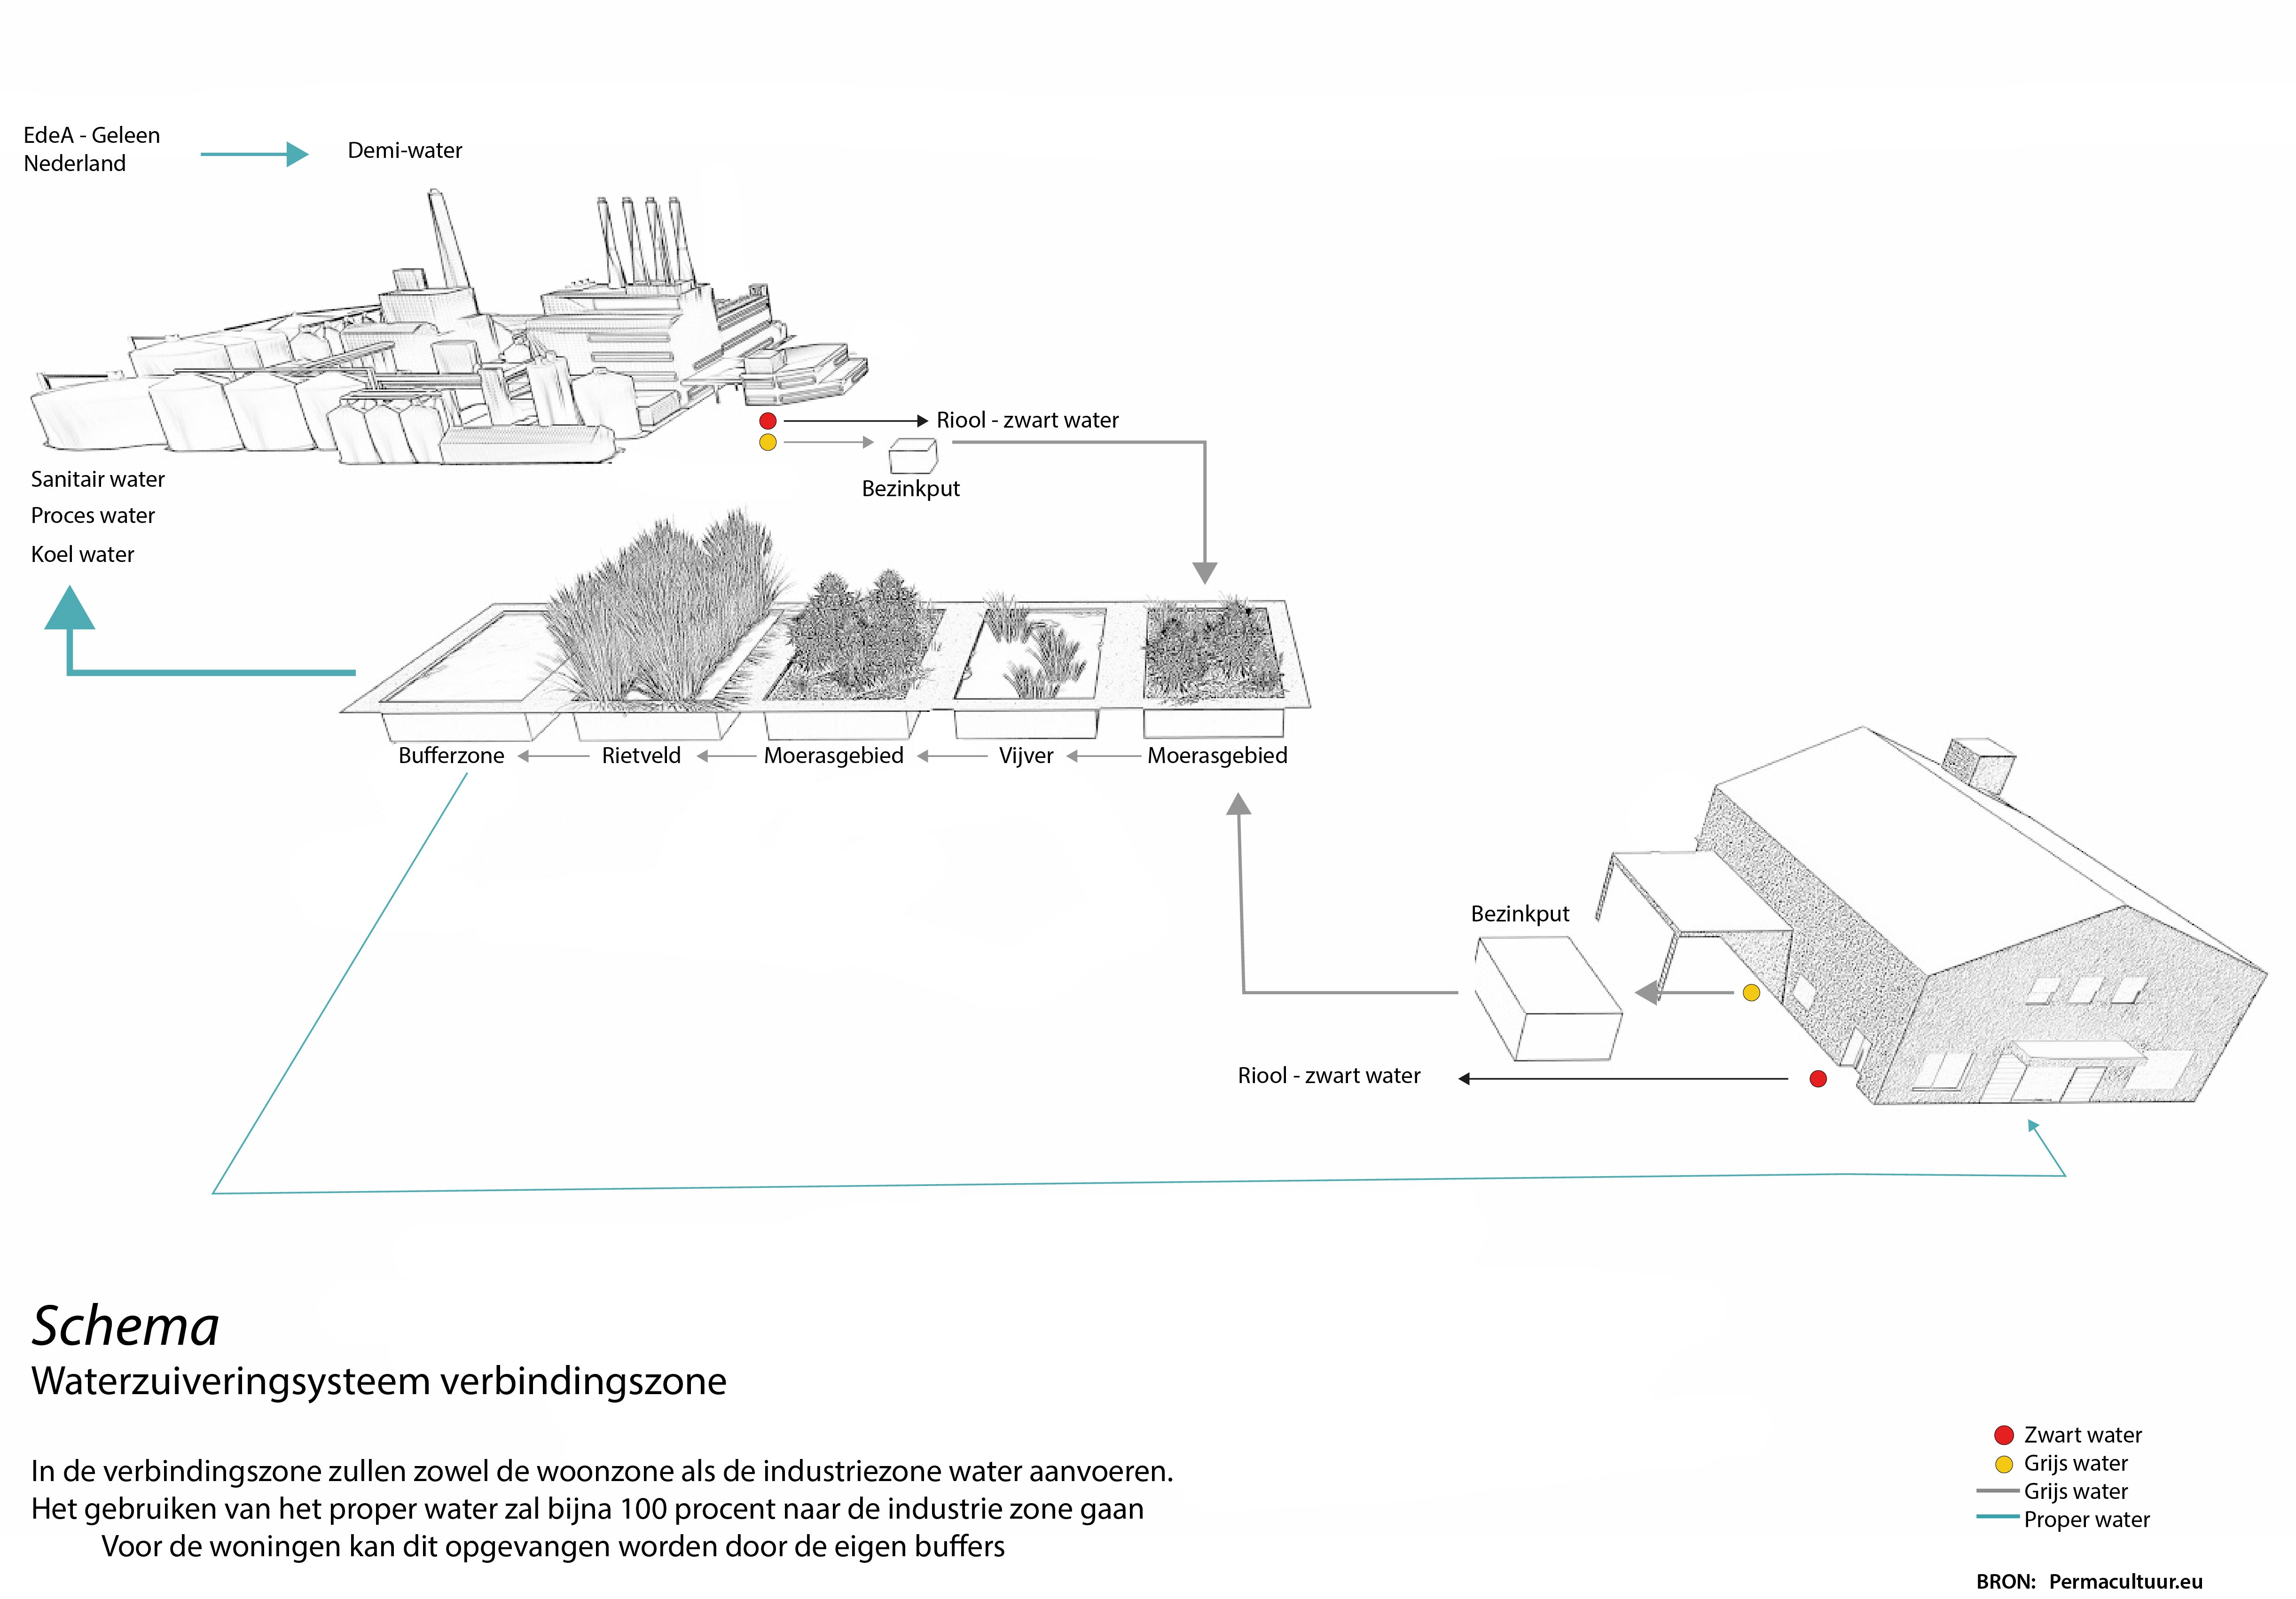 EdeA - Geleen
Nederland
Demi-water
Riool - zwart water
Bezinkput
Sanitair water
Proces water
Koel water
Bufferzone
Rietveld
Moerasgebied
Vijver
Moerasgebied
Bezinkput
Riool - zwart water
Schema
Waterzuiveringsysteem verbindingszone
In de verbindingszone zullen zowel de woonzone als de industriezone water aanvoeren.
Het gebruiken van het proper water zal bijna 100 procent naar de industrie zone gaan
Voor de woningen kan dit opgevangen worden door de eigen buffers
Zwart water
Grijs water
Grijs water
Proper water
BRON: Permacultuur.eu